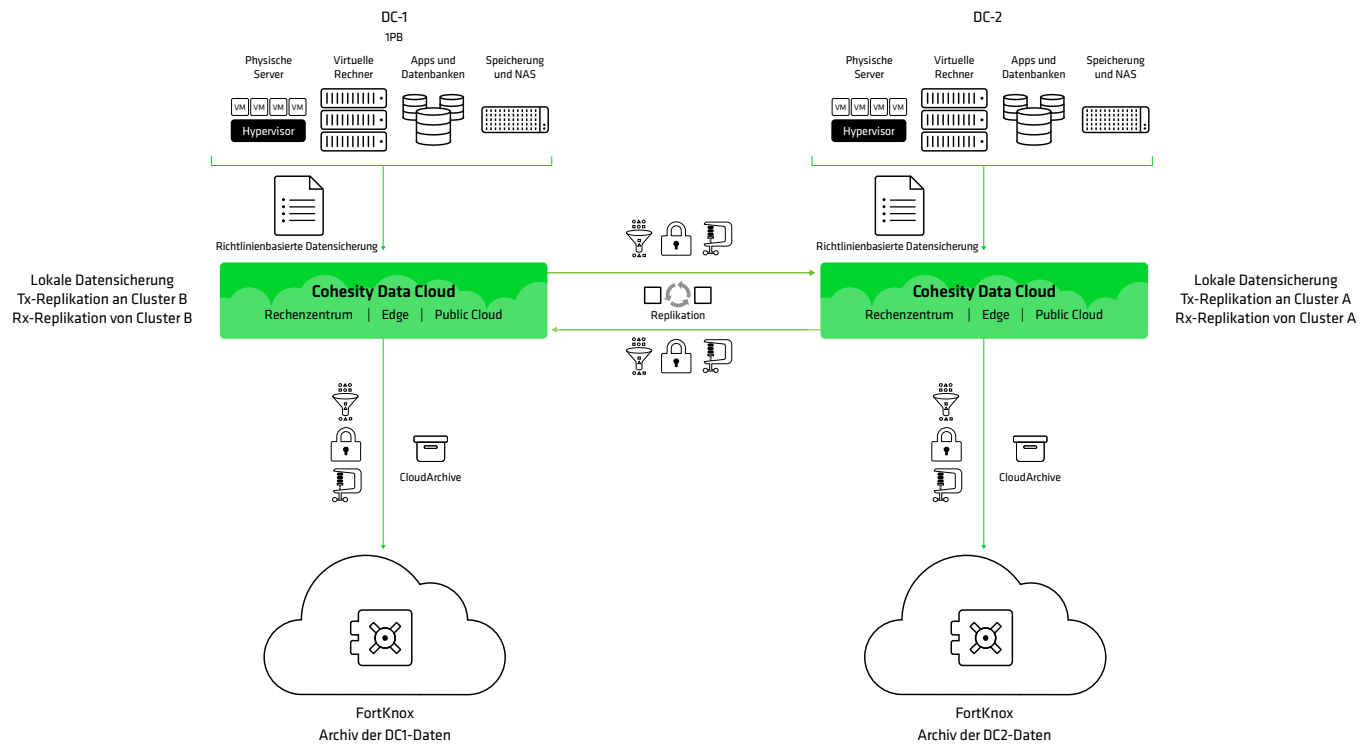 DC-1
1PB
Physische
Server
Virtuelle
Rechner
Apps und
Datenbanken
Speicherung
und NAS
VM VM VM VM
Hypervisor
Richtlinienbasierte Datensicherung
DC-2
Physische
Server
Virtuelle
Rechner
Apps und
Datenbanken
Speicherung
und NAS
VM VM VM VM
Hypervisor
Richtlinienbasierte Datensicherung
Lokale Datensicherung
Tx-Replikation an Cluster B
Rx-Replikation von Cluster B
Cohesity Data Cloud
Rechenzentrum | Edge | Public Cloud
Replikation
Cohesity Data Cloud
Rechenzentrum | Edge | Public Cloud
Lokale Datensicherung
Tx-Replikation an Cluster A
Rx-Replikation von Cluster A
CloudArchive
CloudArchive
FortKnox
Archiv der DC1-Daten
FortKnox
Archiv der DC2-Daten